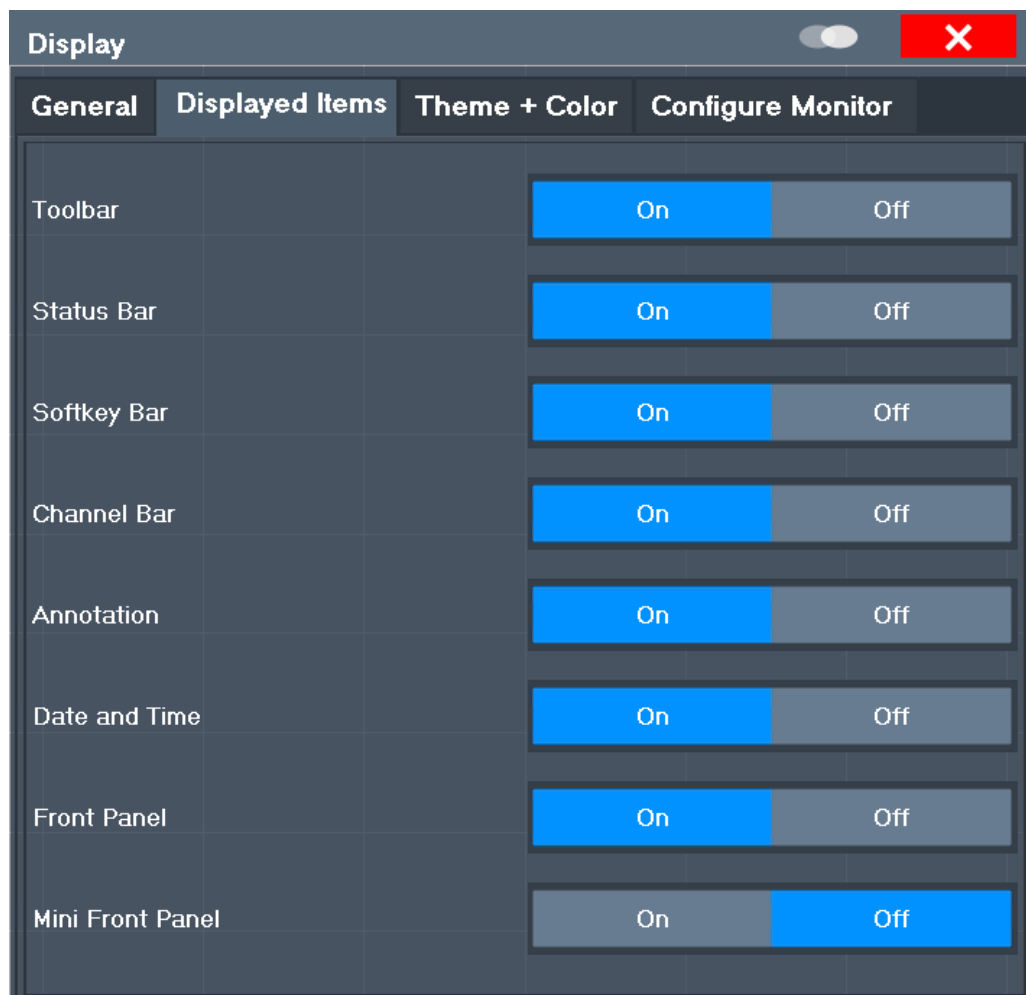 Display
General Displayed Items Theme + Color Configure Monitor
Toolbar On Off
Status Bar On Off
Softkey Bar On Off
Channel Bar On Off
Annotation On Off
Date and Time On Off
Front Panel On Off
Mini Front Panel On Off